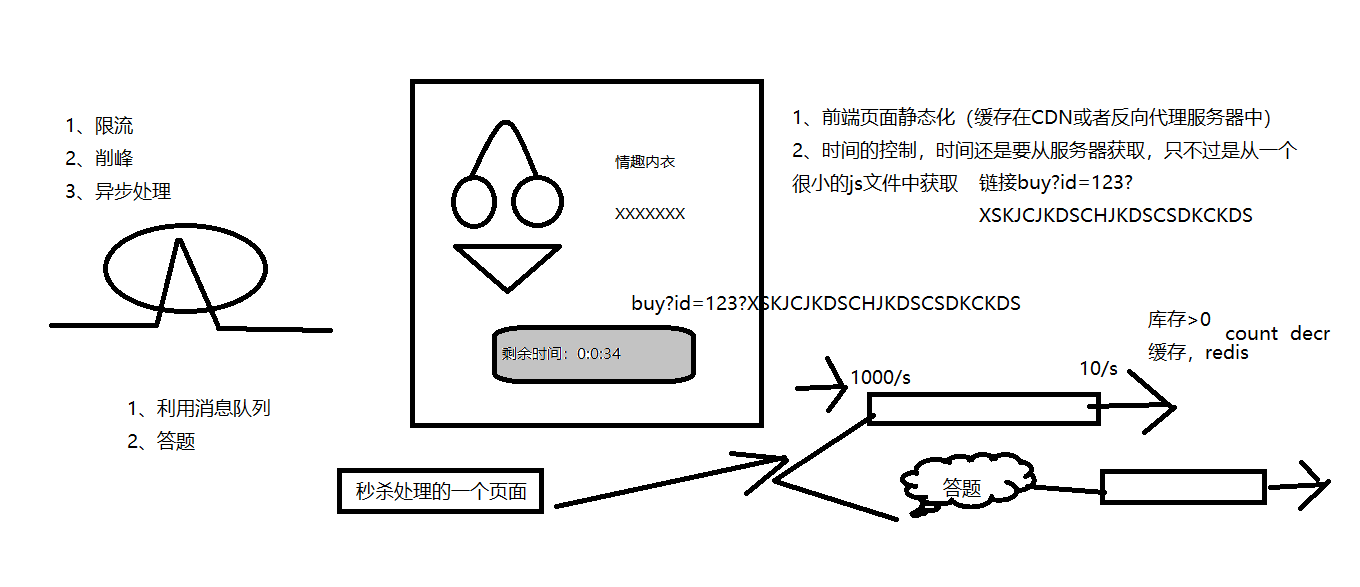 1、限流
2、削峰
3、异步处理
1、利用消息队列
2、答题
情趣内衣
XXXXXXX
buy?id=123?XSKJCJKDSCHJKDSCSDKCKDS
剩余时间：0:0:34
1、前端页面静态化（缓存在CDN或者反向代理服务器中）
2、时间的控制，时间还是要从服务器获取，只不过是从一个
很小的js文件中获取 链接buy?id=123?
XSKJCJKDSCHJKDSCSDKCKDS
库存>0
count decr
缓存，redis
1000/s
10/s
秒杀处理的一个页面
答题